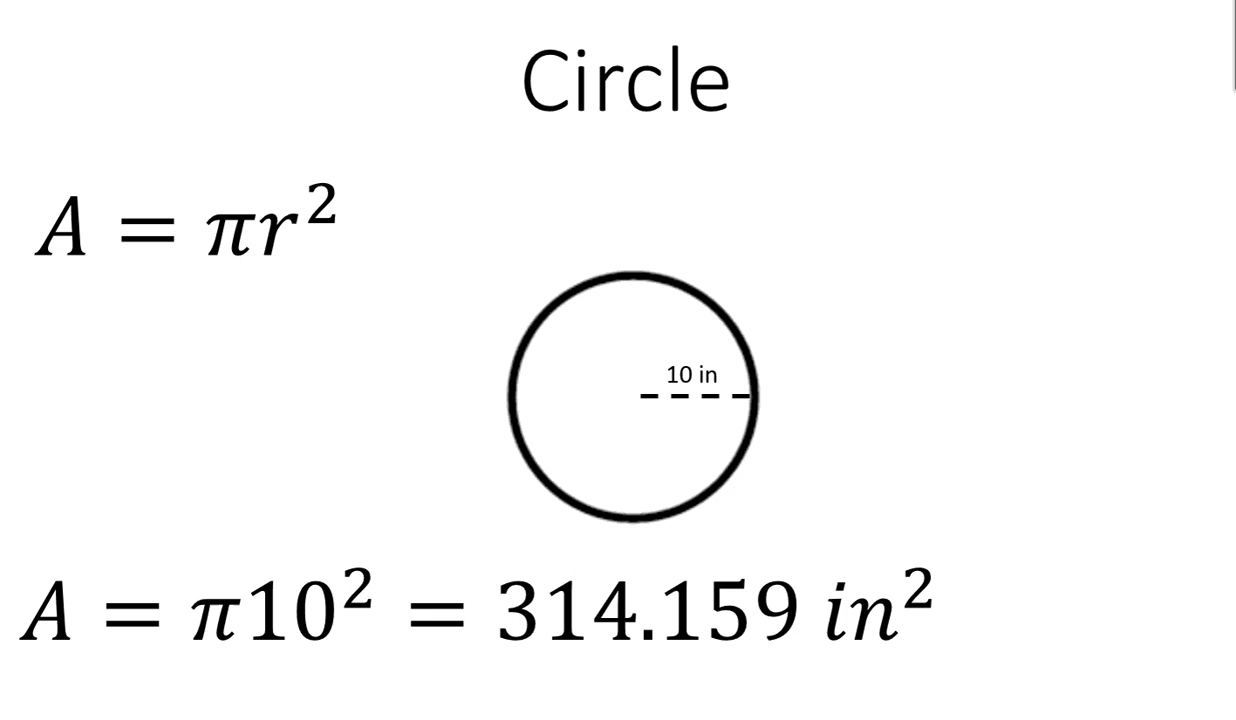 Circle
𝐴 = 𝜋𝑟²
10 in
𝐴 = 𝜋10² = 314.159 𝑖𝑛²